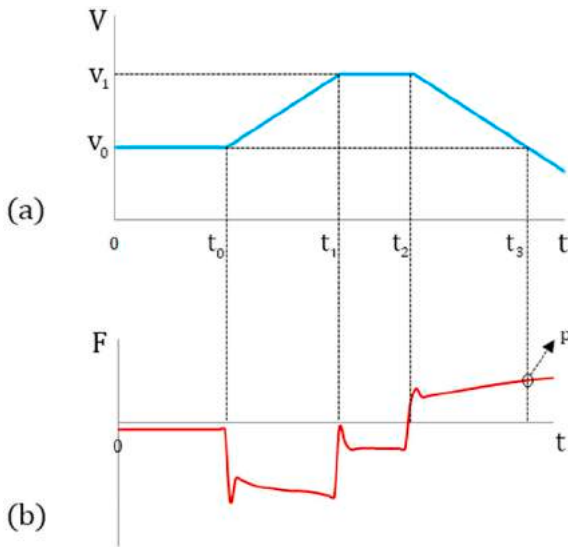 V
v₁
v₀
(a)
0 t₀ t₁ t₂ t₃ t
F
p
0 t
(b)